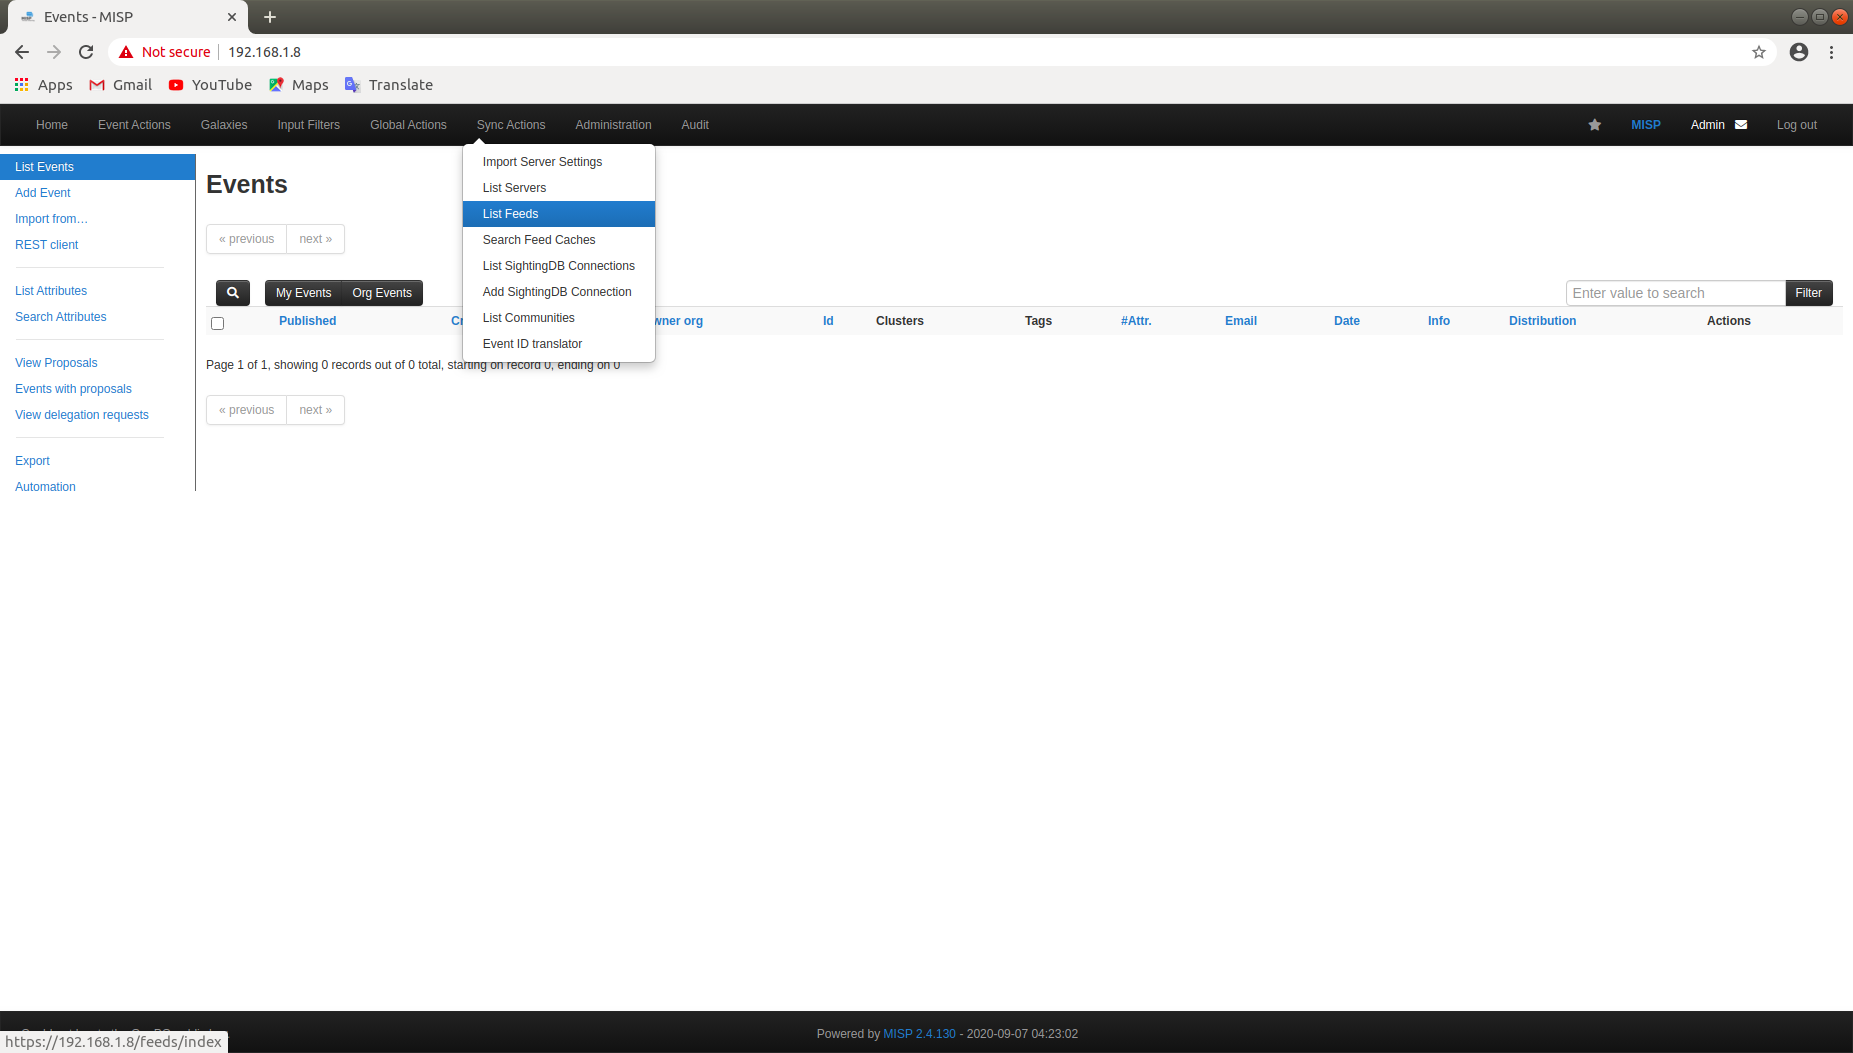 Events - MISP
Not secure 192.168.1.8
Apps Gmail YouTube Maps Translate
Home Event Actions Galaxies Input Filters Global Actions Sync Actions Administration Audit MISP Admin Log out
List Events
Add Event
Import from…
REST client
List Attributes
Search Attributes
View Proposals
Events with proposals
View delegation requests
Export
Automation
Import Server Settings
List Servers
List Feeds
Search Feed Caches
List SightingDB Connections
Add SightingDB Connection
List Communities
Event ID translator
Events
« previous next »
My Events Org Events Enter value to search Filter
Published wner org Id Clusters Tags #Attr. Email Date Info Distribution Actions
Page 1 of 1, showing 0 records out of 0 total, starting on record 0, ending on 0
« previous next »
Powered by MISP 2.4.130 - 2020-09-07 04:23:02
https://192.168.1.8/feeds/index